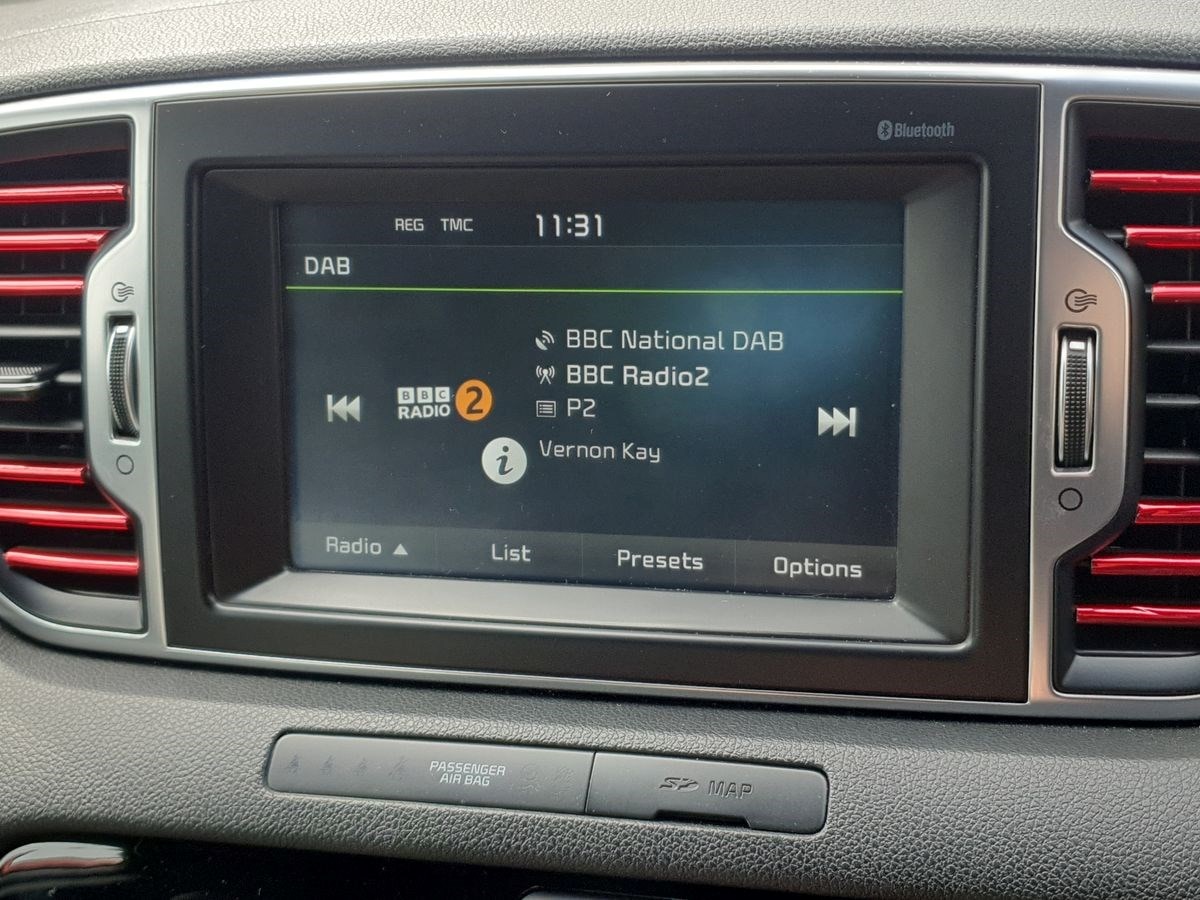 Bluetooth
REG TMC 11:31
DAB
BBC National DAB
BBC Radio2
P2
BBC
RADIO 2
i Vernon Kay
Radio ▲ List Presets Options
PASSENGER
AIR BAG
SD MAP